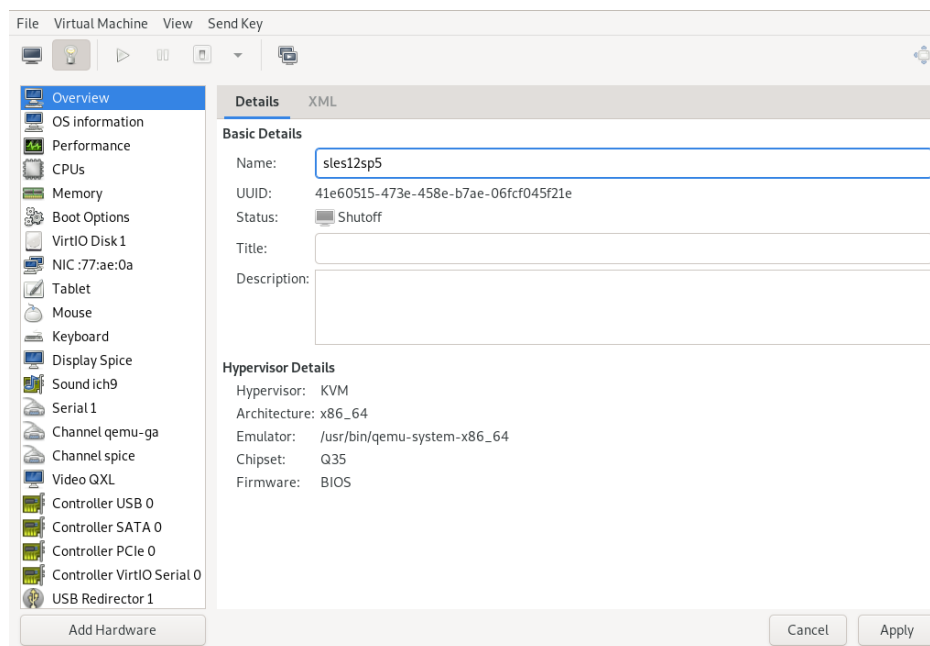 File Virtual Machine View Send Key
Overview
OS information
Performance
CPUs
Memory
Boot Options
VirtIO Disk 1
NIC :77:ae:0a
Tablet
Mouse
Keyboard
Display Spice
Sound ich9
Serial 1
Channel qemu-ga
Channel spice
Video QXL
Controller USB 0
Controller SATA 0
Controller PCIe 0
Controller VirtIO Serial 0
USB Redirector 1
Add Hardware
Details XML
Basic Details
Name: sles12sp5
UUID: 41e60515-473e-458e-b7ae-06fcf045f21e
Status: Shutoff
Title:
Description:
Hypervisor Details
Hypervisor: KVM
Architecture: x86_64
Emulator: /usr/bin/qemu-system-x86_64
Chipset: Q35
Firmware: BIOS
Cancel Apply